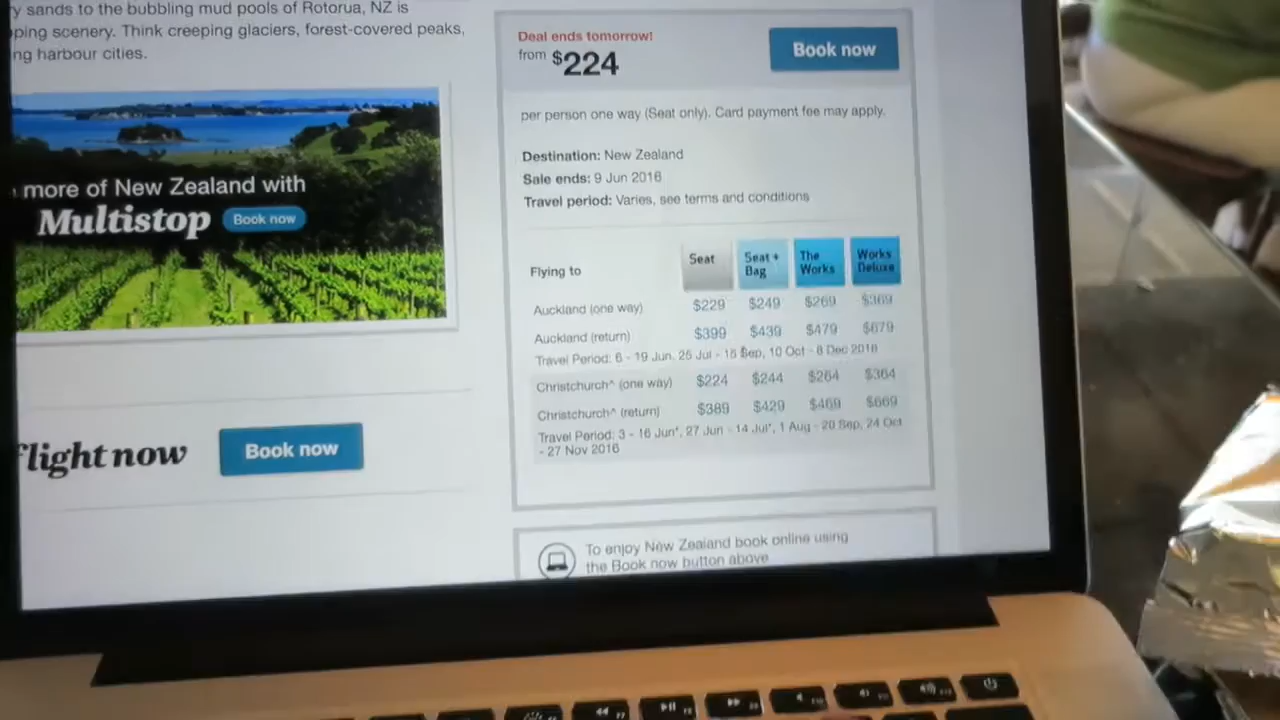 y sands to the bubbling mud pools of Rotorua, NZ is
ping scenery. Think creeping glaciers, forest-covered peaks,
ng harbour cities.
more of New Zealand with
Multistop Book now
flight now Book now
Deal ends tomorrow!
from $224 Book now
per person one way (Seat only). Card payment fee may apply.
Destination: New Zealand
Sale ends: 9 Jun 2016
Travel period: Varies, see terms and conditions
Flying to Seat Seat + Bag The Works Works Deluxe
Auckland (one way) $229 $249 $269 $369
Auckland (return) $399 $439 $479 $679
Travel Period: 6 - 19 Jun, 25 Jul - 15 Sep, 10 Oct - 8 Dec 2016
Christchurch^ (one way) $224 $244 $264 $364
Christchurch^ (return) $389 $429 $469 $669
Travel Period: 3 - 16 Jun*, 27 Jun - 14 Jul*, 1 Aug - 20 Sep, 24 Oct
- 27 Nov 2016
To enjoy New Zealand book online using
the Book now button above